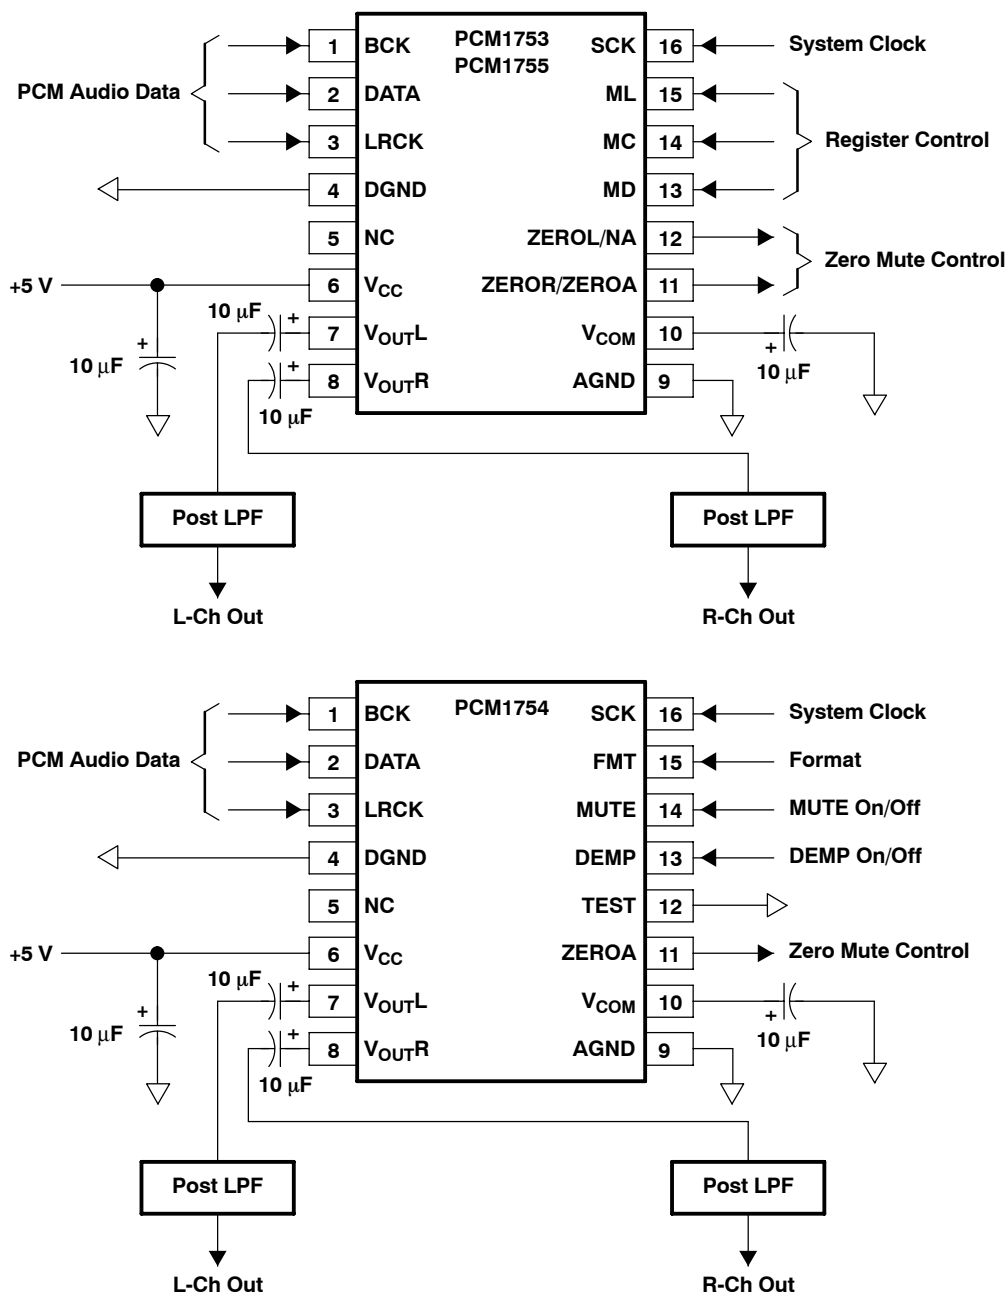 PCM1753
PCM1755
PCM Audio Data
1 BCK
2 DATA
3 LRCK
4 DGND
5 NC
+5 V
6 VCC
10 μF
7 VOUTL
10 μF
8 VOUTR
10 μF
SCK 16 System Clock
ML 15
MC 14
MD 13
Register Control
ZEROL/NA 12
ZEROR/ZEROA 11
Zero Mute Control
VCOM 10
10 μF
AGND 9
Post LPF
Post LPF
L-Ch Out
R-Ch Out
PCM1754
PCM Audio Data
1 BCK
2 DATA
3 LRCK
4 DGND
5 NC
+5 V
6 VCC
10 μF
7 VOUTL
10 μF
8 VOUTR
10 μF
SCK 16 System Clock
FMT 15 Format
MUTE 14 MUTE On/Off
DEMP 13 DEMP On/Off
TEST 12
ZEROA 11 Zero Mute Control
VCOM 10
10 μF
AGND 9
Post LPF
Post LPF
L-Ch Out
R-Ch Out